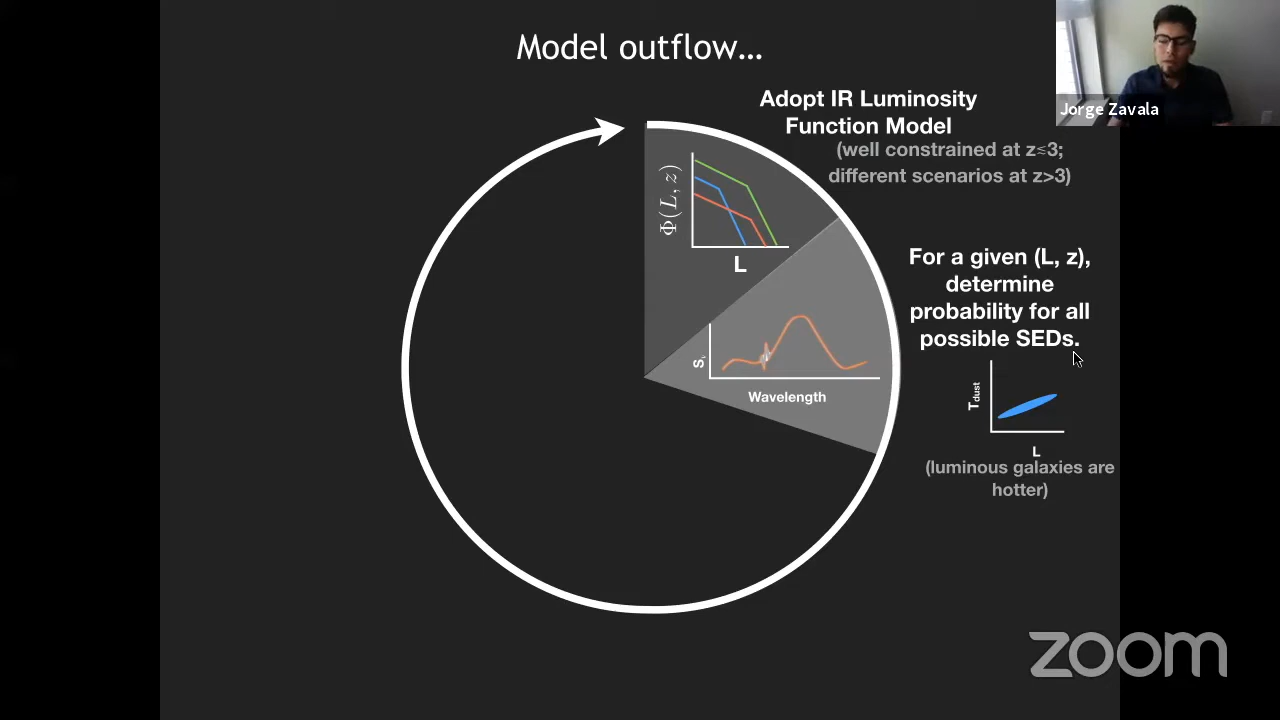 Model outflow...
Jorge Zavala
Adopt IR Luminosity
Function Model
(well constrained at z≲3;
different scenarios at z>3)
Φ(L, z)
L
For a given (L, z),
determine
probability for all
possible SEDs.
Sν
Wavelength
Tdust
L
(luminous galaxies are
hotter)
zoom